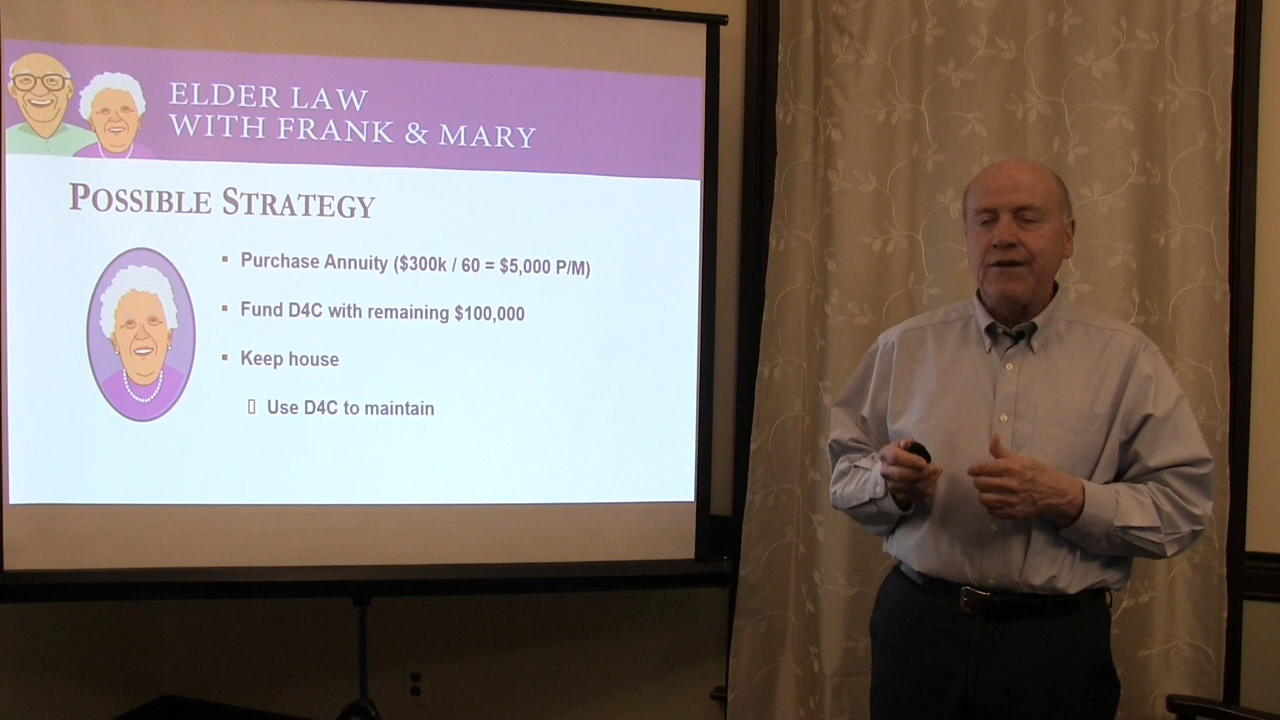 ELDER LAW
WITH FRANK & MARY
POSSIBLE STRATEGY
▪ Purchase Annuity ($300k / 60 = $5,000 P/M)
▪ Fund D4C with remaining $100,000
▪ Keep house
▯ Use D4C to maintain